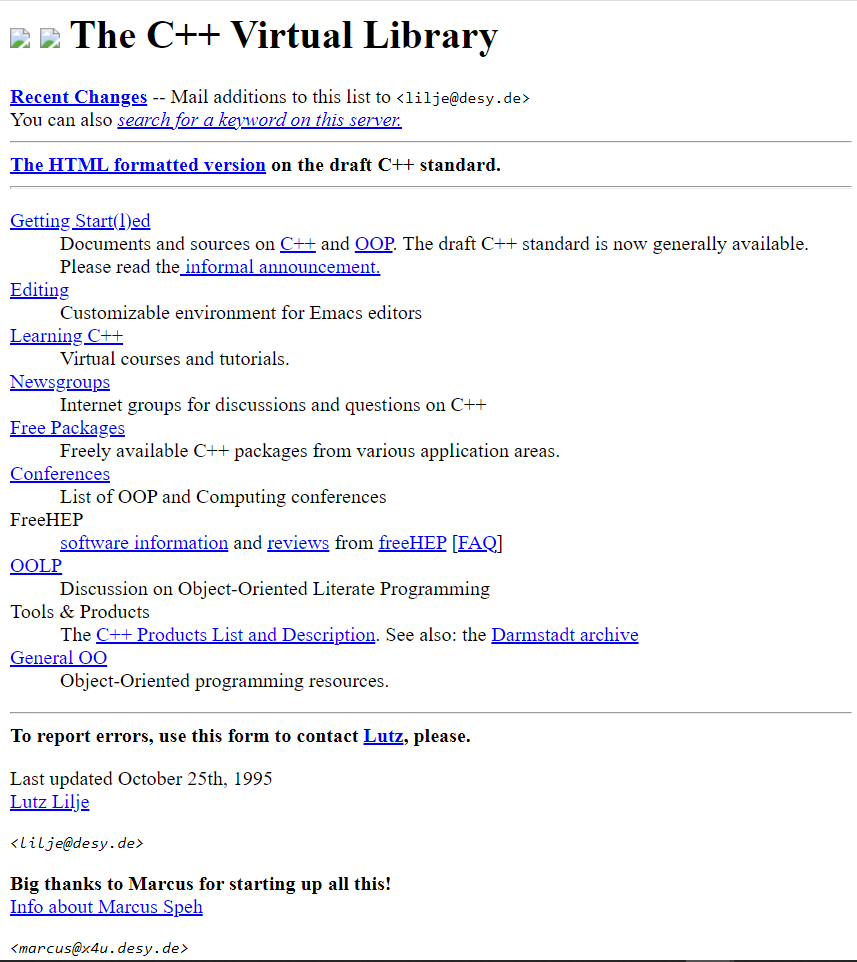 The C++ Virtual Library
Recent Changes -- Mail additions to this list to <lilje@desy.de>
You can also search for a keyword on this server.
The HTML formatted version on the draft C++ standard.
Getting Start(l)ed
Documents and sources on C++ and OOP. The draft C++ standard is now generally available.
Please read the informal announcement.
Editing
Customizable environment for Emacs editors
Learning C++
Virtual courses and tutorials.
Newsgroups
Internet groups for discussions and questions on C++
Free Packages
Freely available C++ packages from various application areas.
Conferences
List of OOP and Computing conferences
FreeHEP
software information and reviews from freeHEP [FAQ]
OOLP
Discussion on Object-Oriented Literate Programming
Tools & Products
The C++ Products List and Description. See also: the Darmstadt archive
General OO
Object-Oriented programming resources.
To report errors, use this form to contact Lutz, please.
Last updated October 25th, 1995
Lutz Lilje
<lilje@desy.de>
Big thanks to Marcus for starting up all this!
Info about Marcus Speh
<marcus@x4u.desy.de>